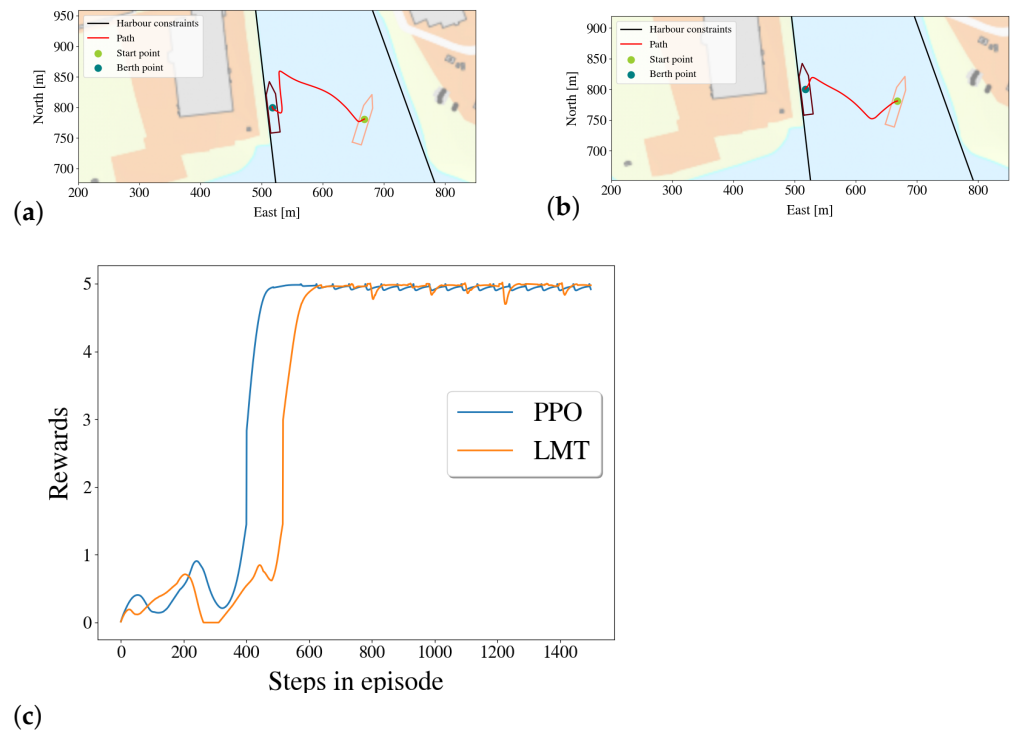 950
900
850
800
750
700
North [m]
Harbour constraints
Path
Start point
Berth point
200 300 400 500 600 700 800
East [m]
(a)
900
850
800
750
700
North [m]
Harbour constraints
Path
Start point
Berth point
200 300 400 500 600 700 800
East [m]
(b)
5
4
3
2
1
0
Rewards
PPO
LMT
0 200 400 600 800 1000 1200 1400
Steps in episode
(c)